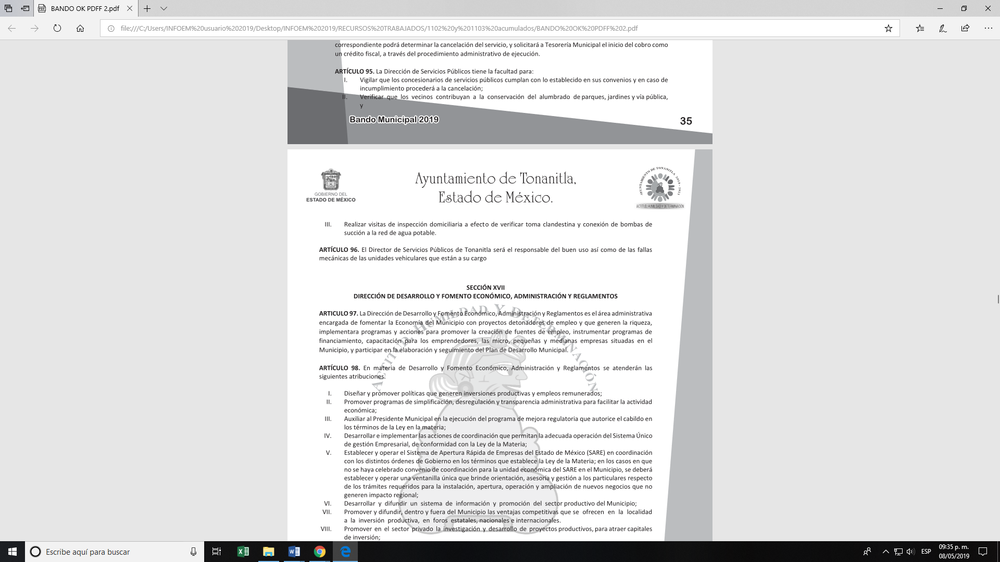 BANDO OK PDFF 2.pdf
file:///C:/Users/INFOEM%20usuario%202019/Desktop/INFOEM%202019/RECURSOS%20TRABAJADOS/1102%20y%201103%20acumulados/BANDO%20OK%20PDFF%202.pdf
correspondiente podrá determinar la cancelación del servicio, y solicitará a Tesorería Municipal el inicio del cobro como
un crédito fiscal, a través del procedimiento administrativo de ejecución.
ARTÍCULO 95. La Dirección de Servicios Públicos tiene la facultad para:
I. Vigilar que los concesionarios de servicios públicos cumplan con lo establecido en sus convenios y en caso de
incumplimiento procederá a la cancelación;
II. Verificar que los vecinos contribuyan a la conservación del alumbrado de parques, jardines y vía pública,
y
Bando Municipal 2019 35
GOBIERNO DEL
ESTADO DE MÉXICO
Ayuntamiento de Tonanitla,
Estado de México.
AYUNTAMIENTO DE TONANITLA 2019 - 2021
ACTITUD, HUMILDAD Y DETERMINACIÓN
III. Realizar visitas de inspección domiciliaria a efecto de verificar toma clandestina y conexión de bombas de
succión a la red de agua potable.
ARTÍCULO 96. El Director de Servicios Públicos de Tonanitla será el responsable del buen uso así como de las fallas
mecánicas de las unidades vehiculares que están a su cargo
SECCIÓN XVII
DIRECCIÓN DE DESARROLLO Y FOMENTO ECONÓMICO, ADMINISTRACIÓN Y REGLAMENTOS
ACTITUD, HUMILDAD Y DETERMINACIÓN
ARTICULO 97. La Dirección de Desarrollo y Fomento Económico, Administración y Reglamentos es el área administrativa
encargada de fomentar la Economía del Municipio con proyectos detonadores de empleo y que generen la riqueza,
implementara programas y acciones para promover la creación de fuentes de empleo, instrumentar programas de
financiamiento, capacitación para los emprendedores, las micro, pequeñas y medianas empresas situadas en el
Municipio, y participar en la elaboración y seguimiento del Plan de Desarrollo Municipal.
ARTÍCULO 98. En materia de Desarrollo y Fomento Económico, Administración y Reglamentos se atenderán las
siguientes atribuciones.
I. Diseñar y promover políticas que generen inversiones productivas y empleos remunerados;
II. Promover programas de simplificación, desregulación y transparencia administrativa para facilitar la actividad
económica;
III. Auxiliar al Presidente Municipal en la ejecución del programa de mejora regulatoria que autorice el cabildo en
los términos de la Ley en la materia;
IV. Desarrollar e implementar las acciones de coordinación que permitan la adecuada operación del Sistema Único
de gestión Empresarial, de conformidad con la Ley de la Materia;
V. Establecer y operar el Sistema de Apertura Rápida de Empresas del Estado de México (SARE) en coordinación
con los distintos órdenes de Gobierno en los términos que establece la Ley de la Materia; en los casos en que
no se haya celebrado convenio de coordinación para la unidad económica del SARE en el Municipio, se deberá
establecer y operar una ventanilla única que brinde orientación, asesoría y gestión a los particulares respecto
de los trámites requeridos para la instalación, apertura, operación y ampliación de nuevos negocios que no
generen impacto regional;
VI. Desarrollar y difundir un sistema de información y promoción del sector productivo del Municipio;
VII. Promover y difundir, dentro y fuera del Municipio las ventajas competitivas que se ofrecen en la localidad
a la inversión productiva, en foros estatales, nacionales e internacionales.
VIII. Promover en el sector privado la investigación y desarrollo de proyectos productivos, para atraer capitales
de inversión;
Escribe aquí para buscar
ESP
09:35 p. m.
08/05/2019